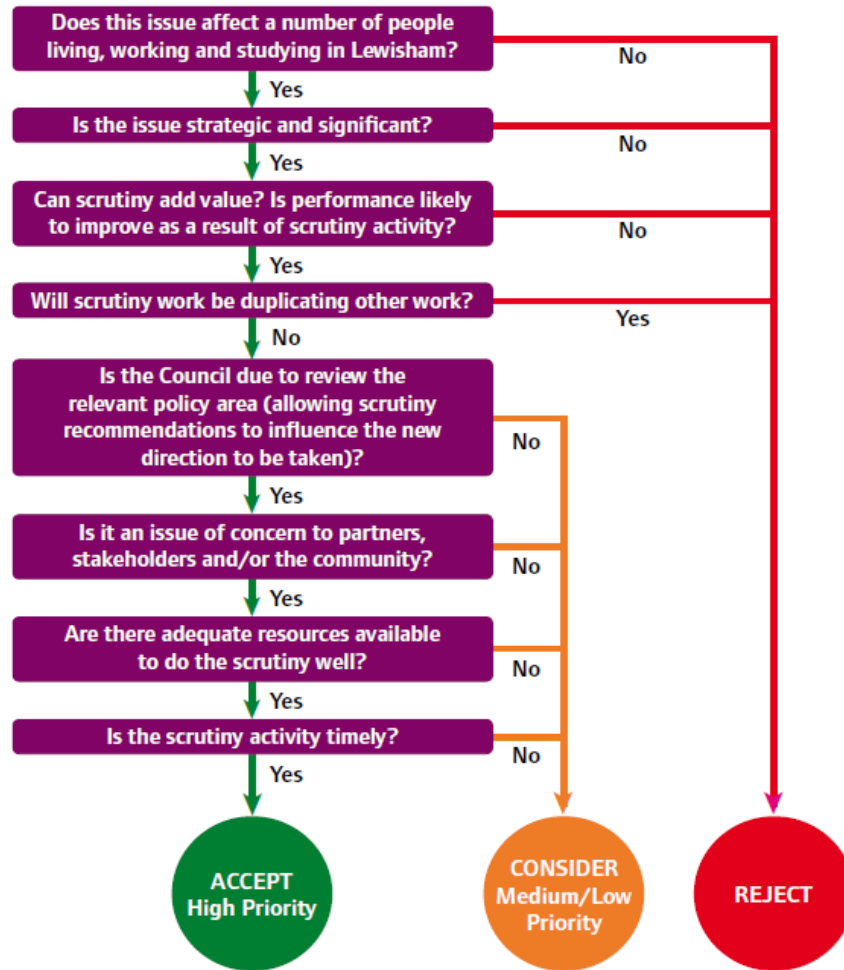 Does this issue affect a number of people
living, working and studying in Lewisham?
No
Yes
Is the issue strategic and significant?
No
Yes
Can scrutiny add value? Is performance likely
to improve as a result of scrutiny activity?
No
Yes
Will scrutiny work be duplicating other work?
Yes
No
Is the Council due to review the
relevant policy area (allowing scrutiny
recommendations to influence the new
direction to be taken)?
No
Yes
Is it an issue of concern to partners,
stakeholders and/or the community?
No
Yes
Are there adequate resources available
to do the scrutiny well?
No
Yes
Is the scrutiny activity timely?
No
Yes
ACCEPT
High Priority
CONSIDER
Medium/Low
Priority
REJECT